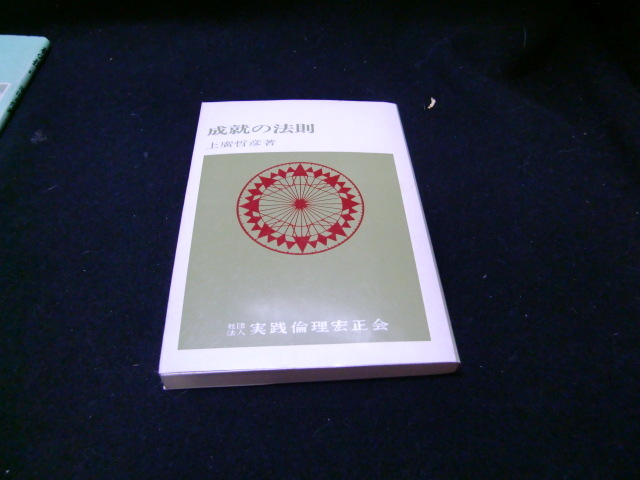 成就の法則
上廣哲彦著
社団法人 実践倫理宏正会